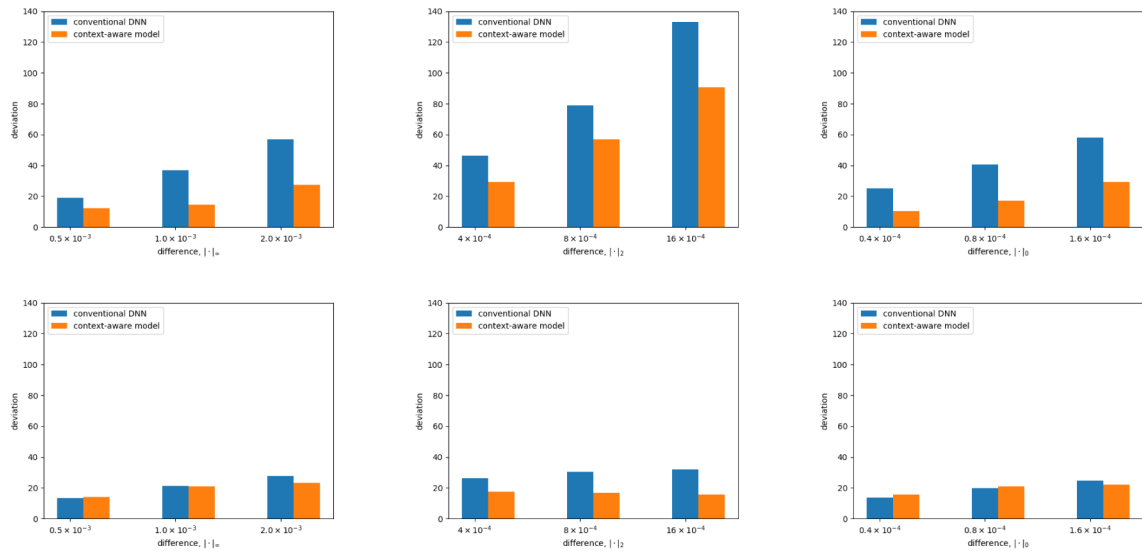 140
120
100
80
60
40
20
0
deviation
conventional DNN
context-aware model
0.5 × 10⁻³
1.0 × 10⁻³
2.0 × 10⁻³
difference, |·|∞
140
120
100
80
60
40
20
0
deviation
conventional DNN
context-aware model
4 × 10⁻⁴
8 × 10⁻⁴
16 × 10⁻⁴
difference, |·|₂
140
120
100
80
60
40
20
0
deviation
conventional DNN
context-aware model
0.4 × 10⁻⁴
0.8 × 10⁻⁴
1.6 × 10⁻⁴
difference, |·|₀
140
120
100
80
60
40
20
0
deviation
conventional DNN
context-aware model
0.5 × 10⁻³
1.0 × 10⁻³
2.0 × 10⁻³
difference, |·|∞
140
120
100
80
60
40
20
0
deviation
conventional DNN
context-aware model
4 × 10⁻⁴
8 × 10⁻⁴
16 × 10⁻⁴
difference, |·|₂
140
120
100
80
60
40
20
0
deviation
conventional DNN
context-aware model
0.4 × 10⁻⁴
0.8 × 10⁻⁴
1.6 × 10⁻⁴
difference, |·|₀